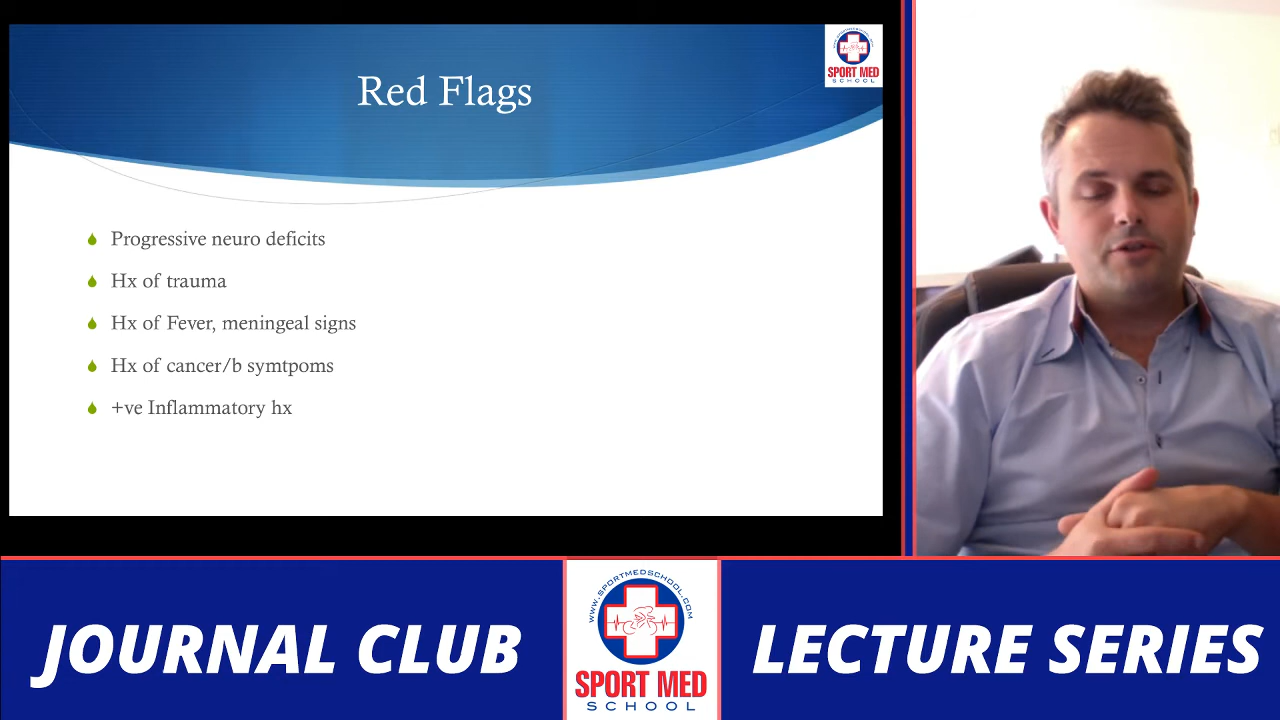 Red Flags
SPORT MED
SCHOOL
Progressive neuro deficits
Hx of trauma
Hx of Fever, meningeal signs
Hx of cancer/b symtpoms
+ve Inflammatory hx
JOURNAL CLUB
WWW.SPORTMEDSCHOOL.COM
SPORT MED
SCHOOL
LECTURE SERIES